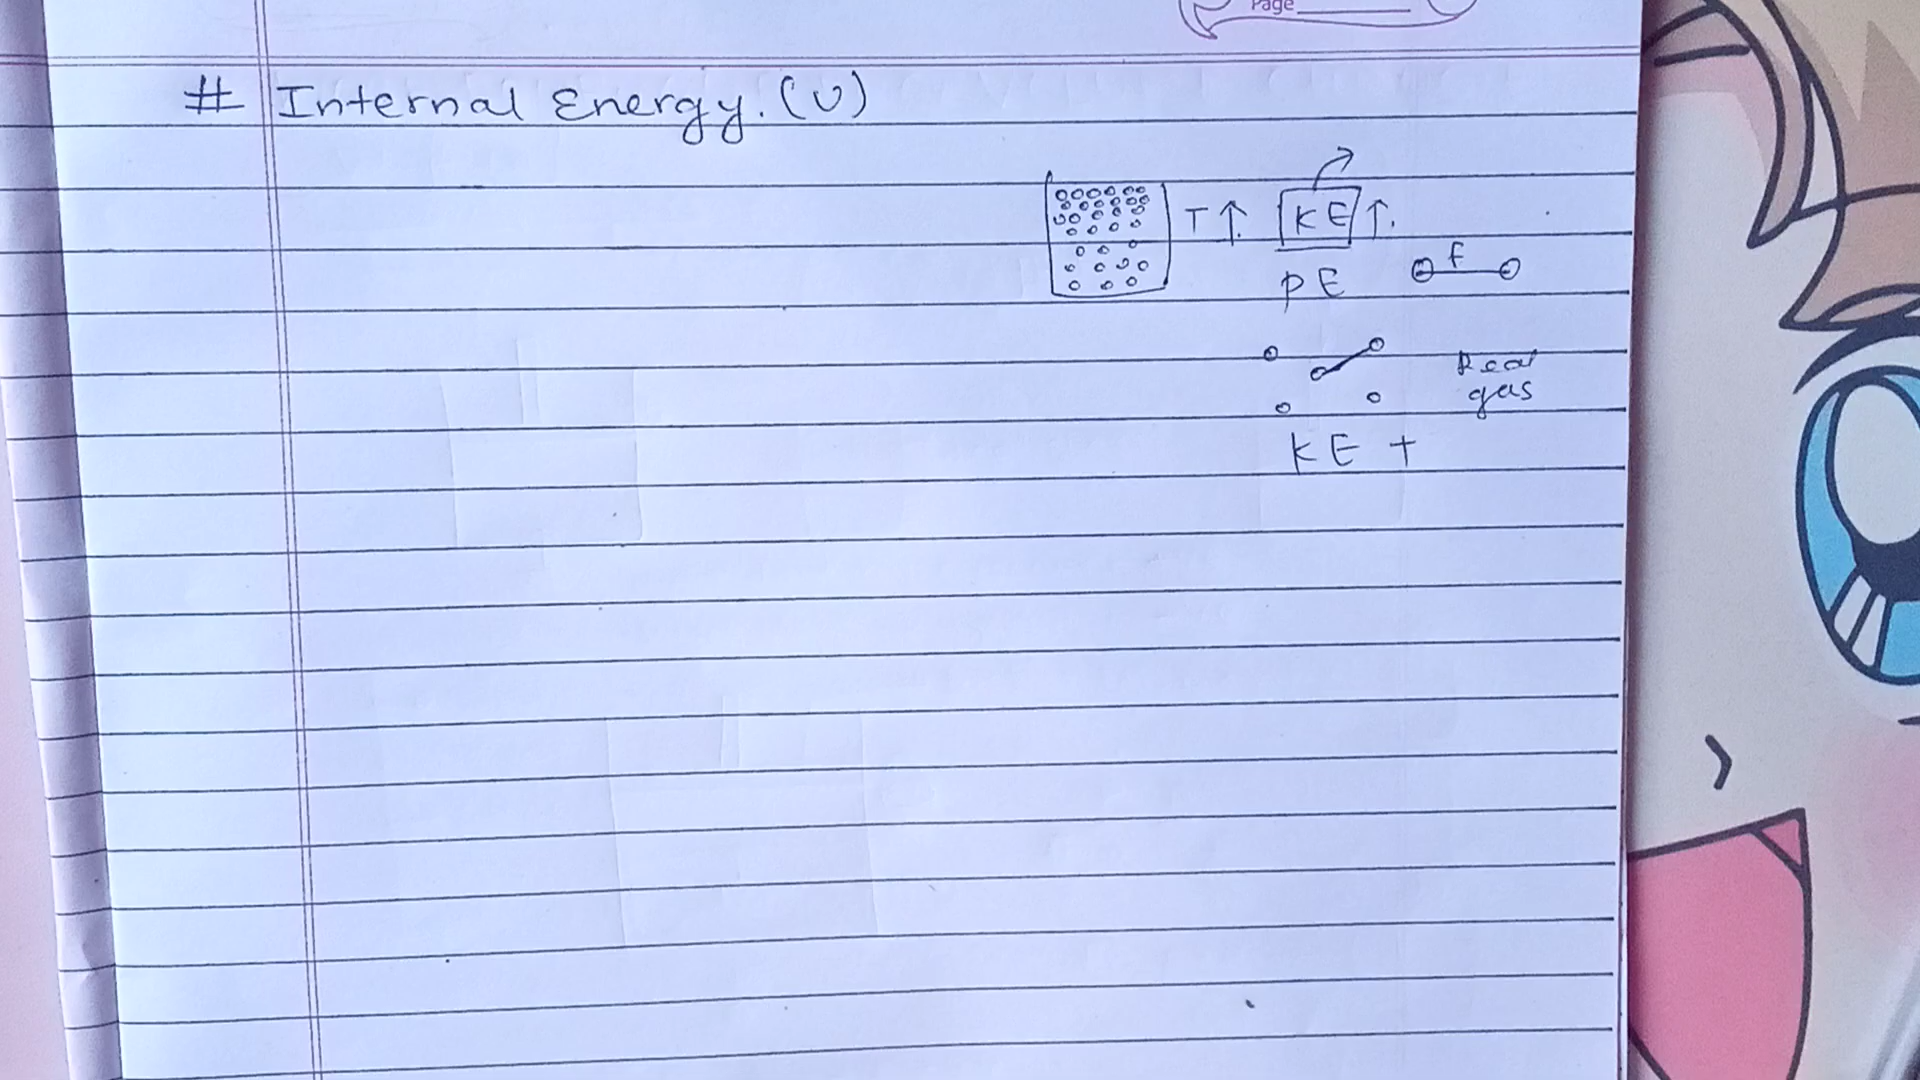 Page
# Internal Energy. (U)
T↑ KE↑.
PE f
Real
gas
KE +